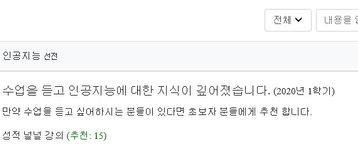 전체
내용을
인공지능 선전
수업을 듣고 인공지능에 대한 지식이 깊어졌습니다. (2020년 1학기)
만약 수업을 듣고 싶어하시는 분들이 있다면 초보자 분들에게 추천 합니다.
성적 널널 강의 (추천: 15)